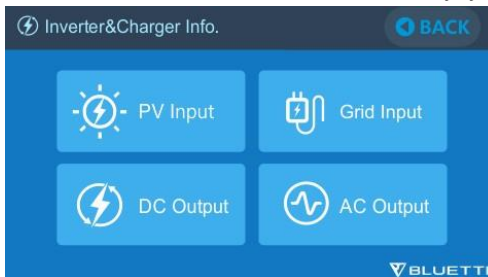 Inverter&Charger Info.
BACK
PV Input
Grid Input
DC Output
AC Output
BLUETTI